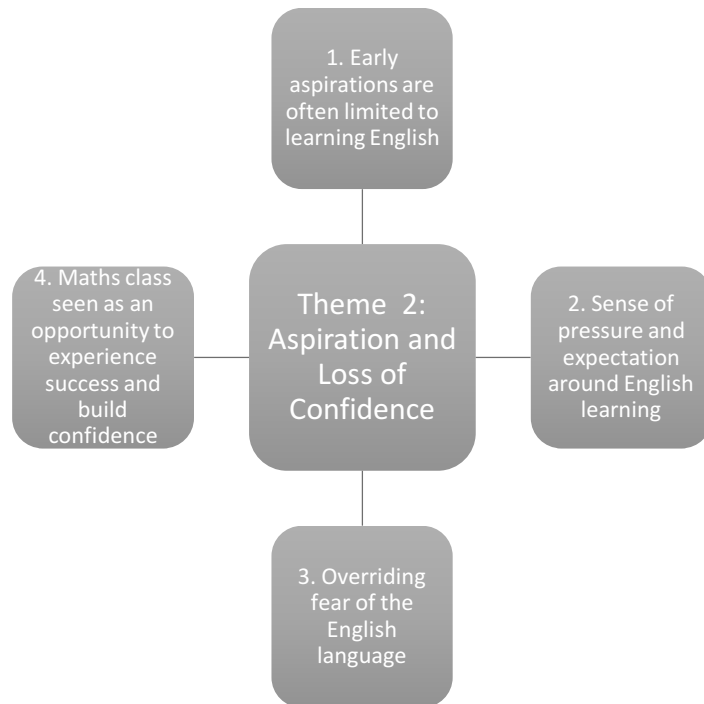 1. Early
aspirations are
often limited to
learning English
Theme 2:
Aspiration and
Loss of
Confidence
2. Sense of
pressure and
expectation
around English
learning
3. Overriding
fear of the
English
language
4. Maths class
seen as an
opportunity to
experience
success and
build
confidence